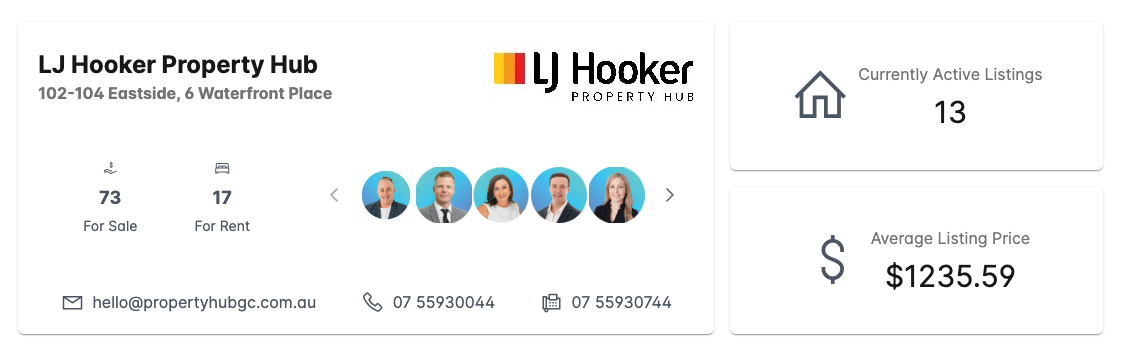 LJ Hooker Property Hub
102-104 Eastside, 6 Waterfront Place
LJ Hooker
PROPERTY HUB
73
For Sale
17
For Rent
hello@propertyhubgc.com.au
07 55930044
07 55930744
Currently Active Listings
13
Average Listing Price
$1235.59